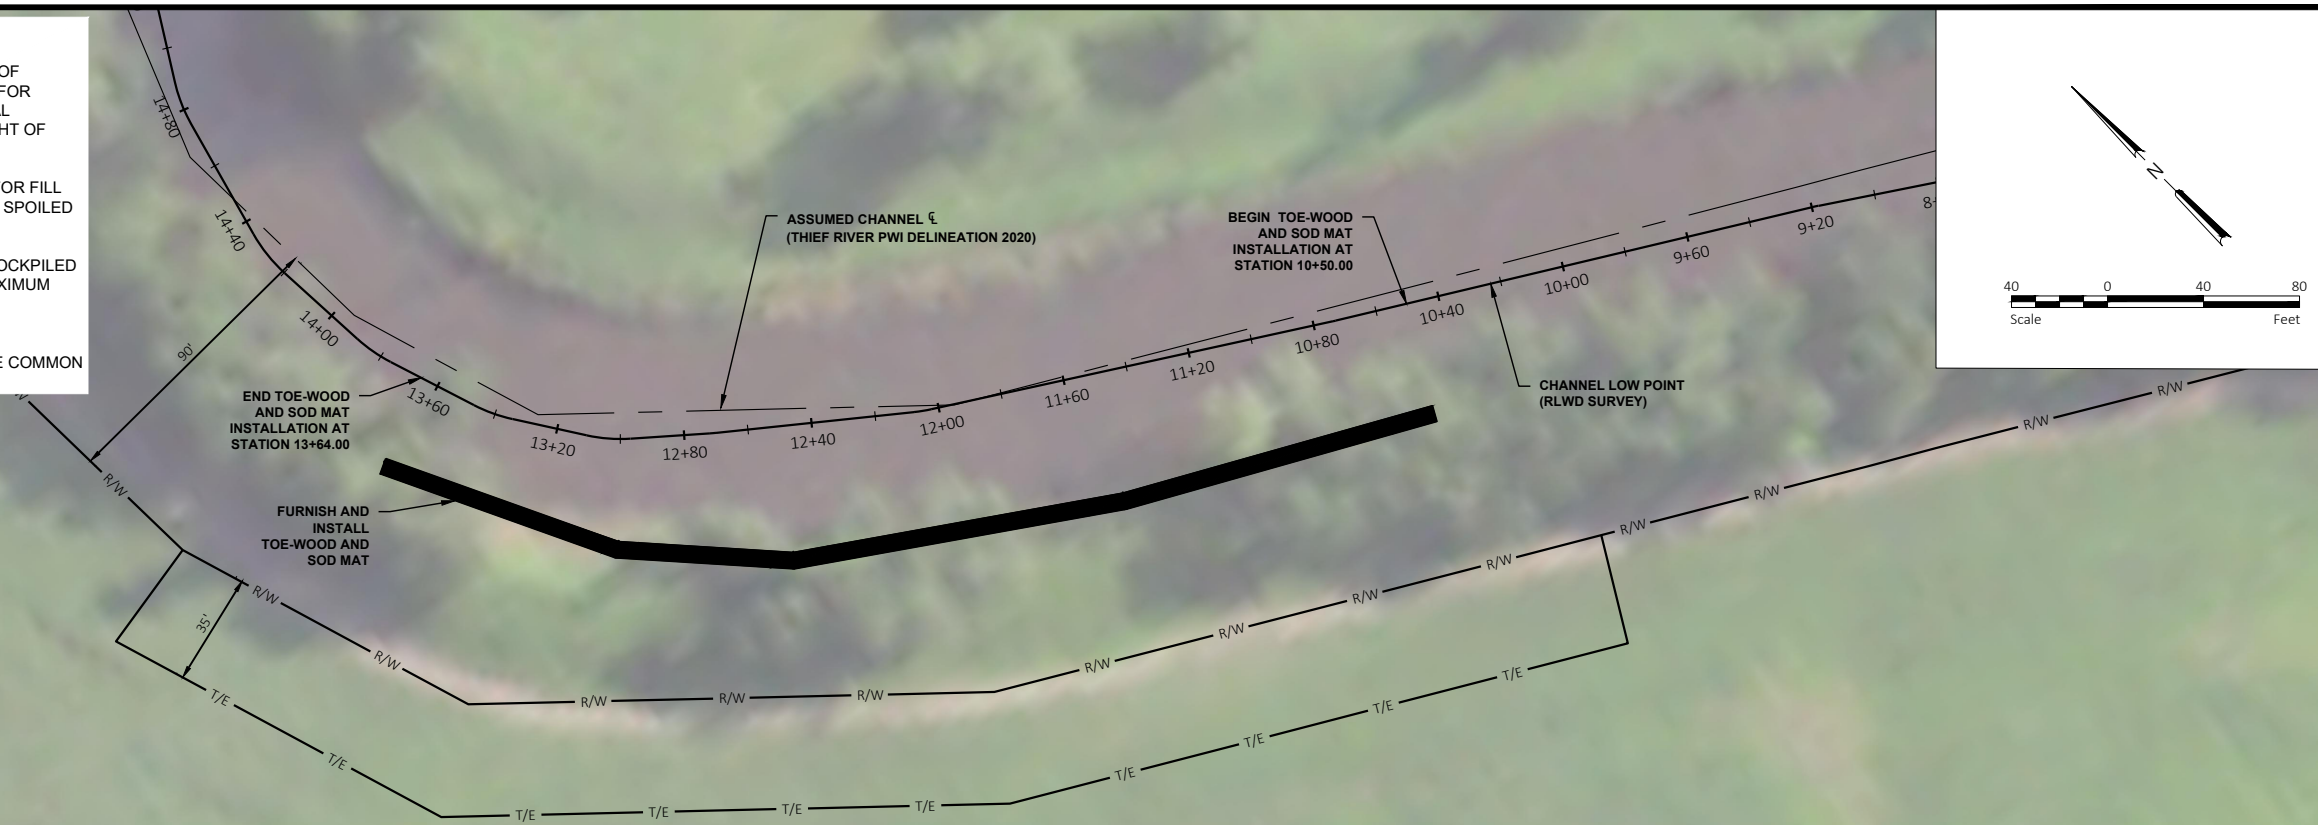 OF
FOR
AL
HT OF
TOR FILL
SPOILED
OCKPILED
XIMUM
E COMMON
14+80
14+40
14+00
13+60
13+20
12+80
12+40
12+00
11+60
11+20
10+80
10+40
10+00
9+60
9+20
8+
ASSUMED CHANNEL ℄
(THIEF RIVER PWI DELINEATION 2020)
BEGIN TOE-WOOD
AND SOD MAT
INSTALLATION AT
STATION 10+50.00
CHANNEL LOW POINT
(RLWD SURVEY)
N
40 0 40 80
Scale Feet
90'
END TOE-WOOD
AND SOD MAT
INSTALLATION AT
STATION 13+64.00
FURNISH AND
INSTALL
TOE-WOOD AND
SOD MAT
35'
R/W
R/W
R/W
R/W
R/W
R/W
R/W
R/W
R/W
R/W
R/W
R/W
R/W
R/W
T/E
T/E
T/E
T/E
T/E
T/E
T/E
T/E
T/E
T/E